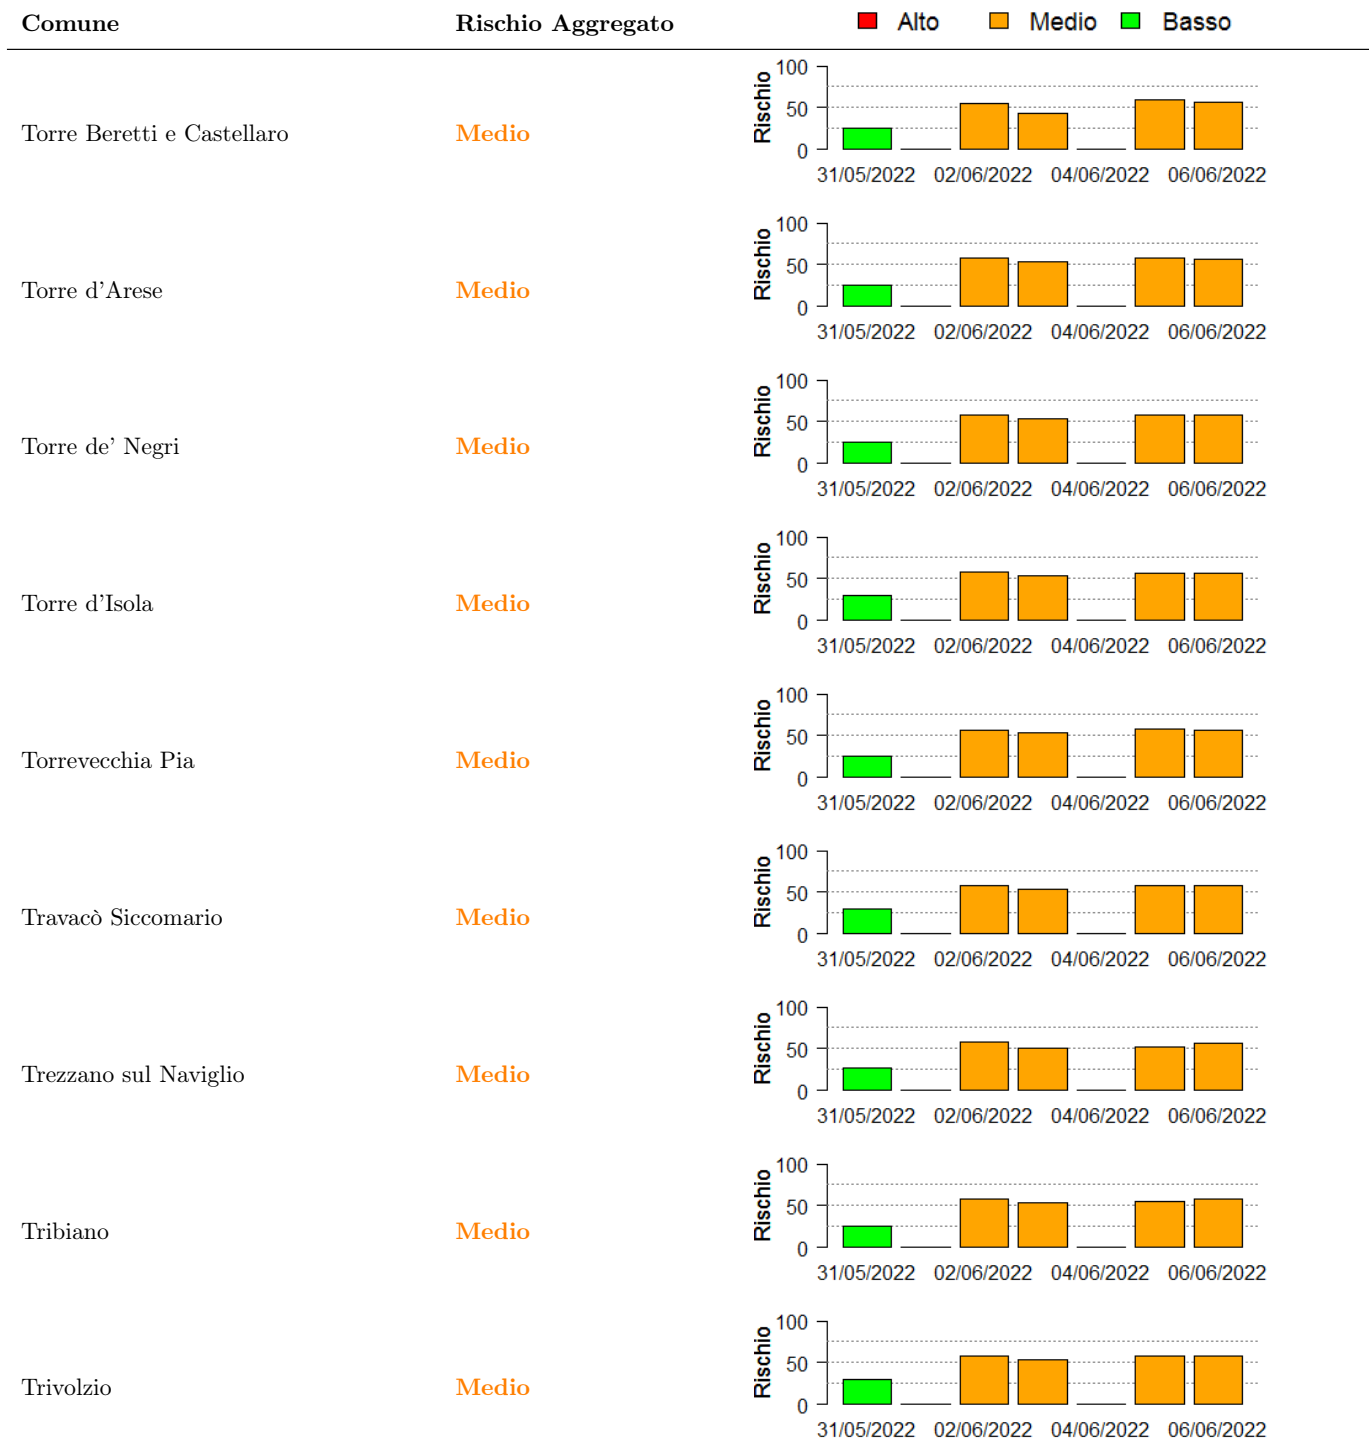 Comune Rischio Aggregato Alto Medio Basso
100
50
0
Rischio
Torre Beretti e Castellaro Medio
31/05/2022 02/06/2022 04/06/2022 06/06/2022
100
50
0
Rischio
Torre d'Arese Medio
31/05/2022 02/06/2022 04/06/2022 06/06/2022
100
50
0
Rischio
Torre de' Negri Medio
31/05/2022 02/06/2022 04/06/2022 06/06/2022
100
50
0
Rischio
Torre d'Isola Medio
31/05/2022 02/06/2022 04/06/2022 06/06/2022
100
50
0
Rischio
Torrevecchia Pia Medio
31/05/2022 02/06/2022 04/06/2022 06/06/2022
100
50
0
Rischio
Travacò Siccomario Medio
31/05/2022 02/06/2022 04/06/2022 06/06/2022
100
50
0
Rischio
Trezzano sul Naviglio Medio
31/05/2022 02/06/2022 04/06/2022 06/06/2022
100
50
0
Rischio
Tribiano Medio
31/05/2022 02/06/2022 04/06/2022 06/06/2022
100
50
0
Rischio
Trivolzio Medio
31/05/2022 02/06/2022 04/06/2022 06/06/2022